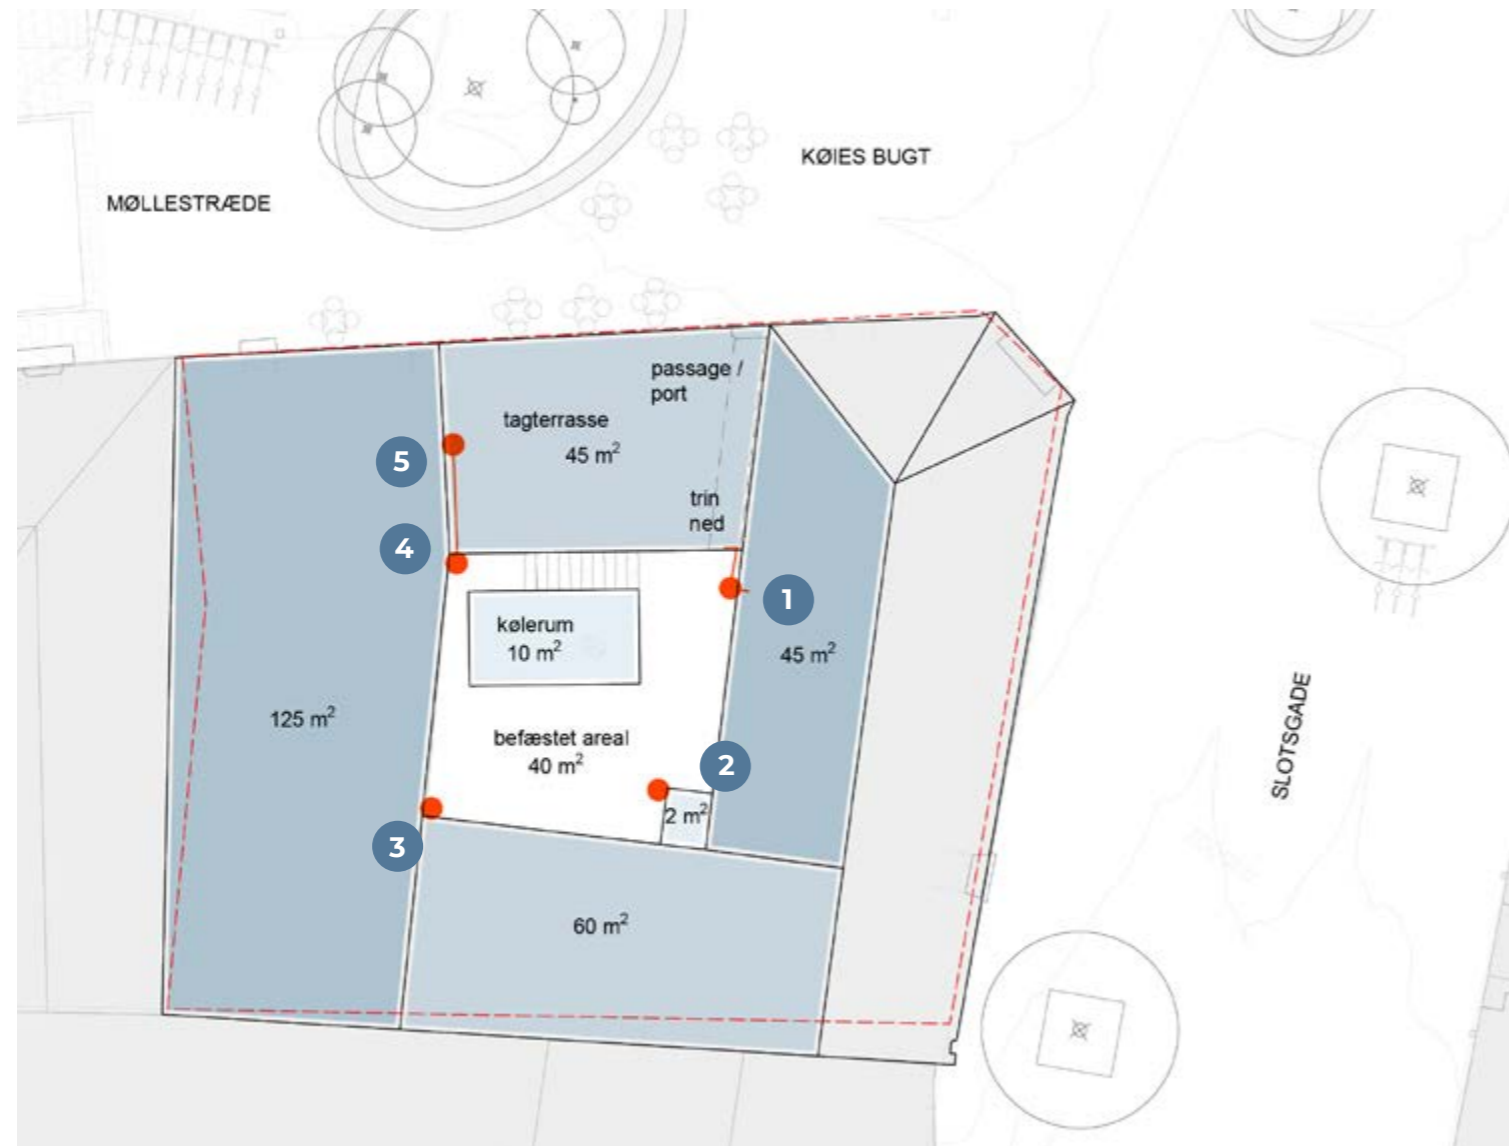 KØIES BUGT
MØLLESTRÆDE
passage /
port
tagterrasse
45 m²
5
trin
ned
4
1
kølerum
10 m²
45 m²
125 m²
befæstet areal
40 m²
2
2 m²
3
60 m²
SLOTSGADE